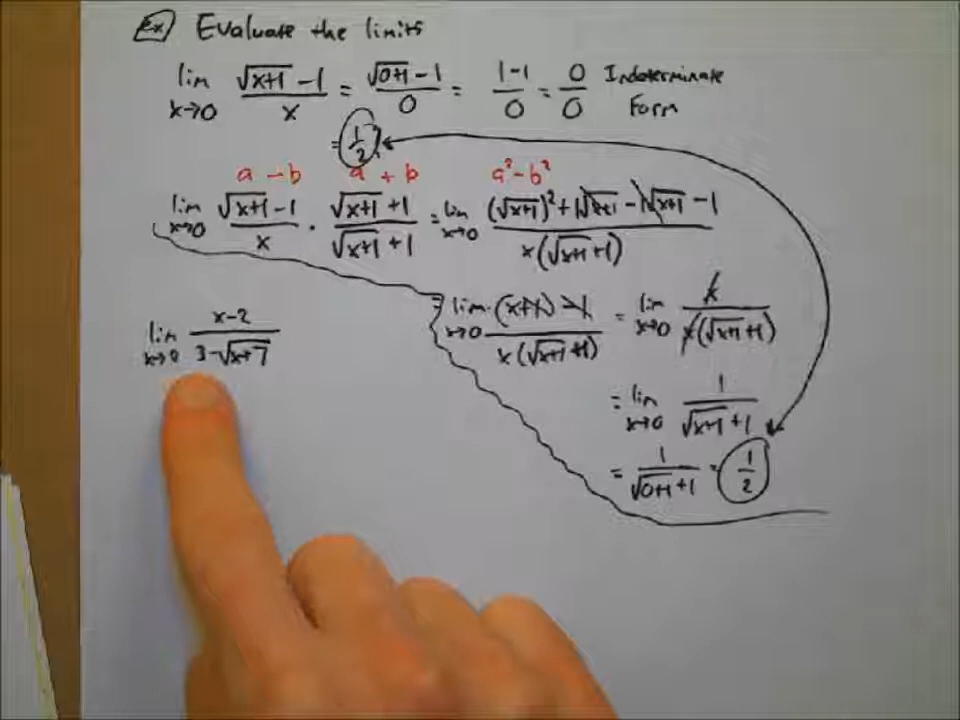 Ex Evaluate the limits
lim x→0 (√(x+1) - 1)/x = (√(0+1) - 1)/0 = (1-1)/0 = 0/0 Indeterminate Form
= 1/2
a - b a + b a² - b²
lim x→0 (√(x+1) - 1)/x · (√(x+1) + 1)/(√(x+1) + 1) = lim x→0 ((√(x+1))² + 1√(x+1) - 1√(x+1) - 1)/(x(√(x+1) + 1))
= lim x→0 ((x+1) - 1)/(x(√(x+1) + 1)) = lim x→0 x/(x(√(x+1) + 1))
lim (x-2)/(3-√(x+7))
= lim x→0 1/(√(x+1) + 1)
= 1/(√(0+1) + 1) = 1/2